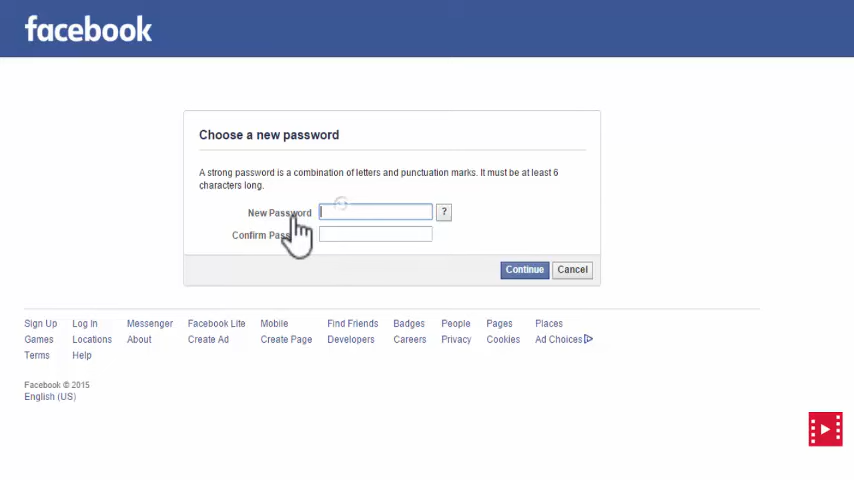 facebook
Choose a new password
A strong password is a combination of letters and punctuation marks. It must be at least 6
characters long.
New Password
?
Confirm
Continue
Cancel
Sign Up Log In Messenger Facebook Lite Mobile Find Friends Badges People Pages Places
Games Locations About Create Ad Create Page Developers Careers Privacy Cookies Ad Choices
Terms Help
Facebook © 2015
English (US)